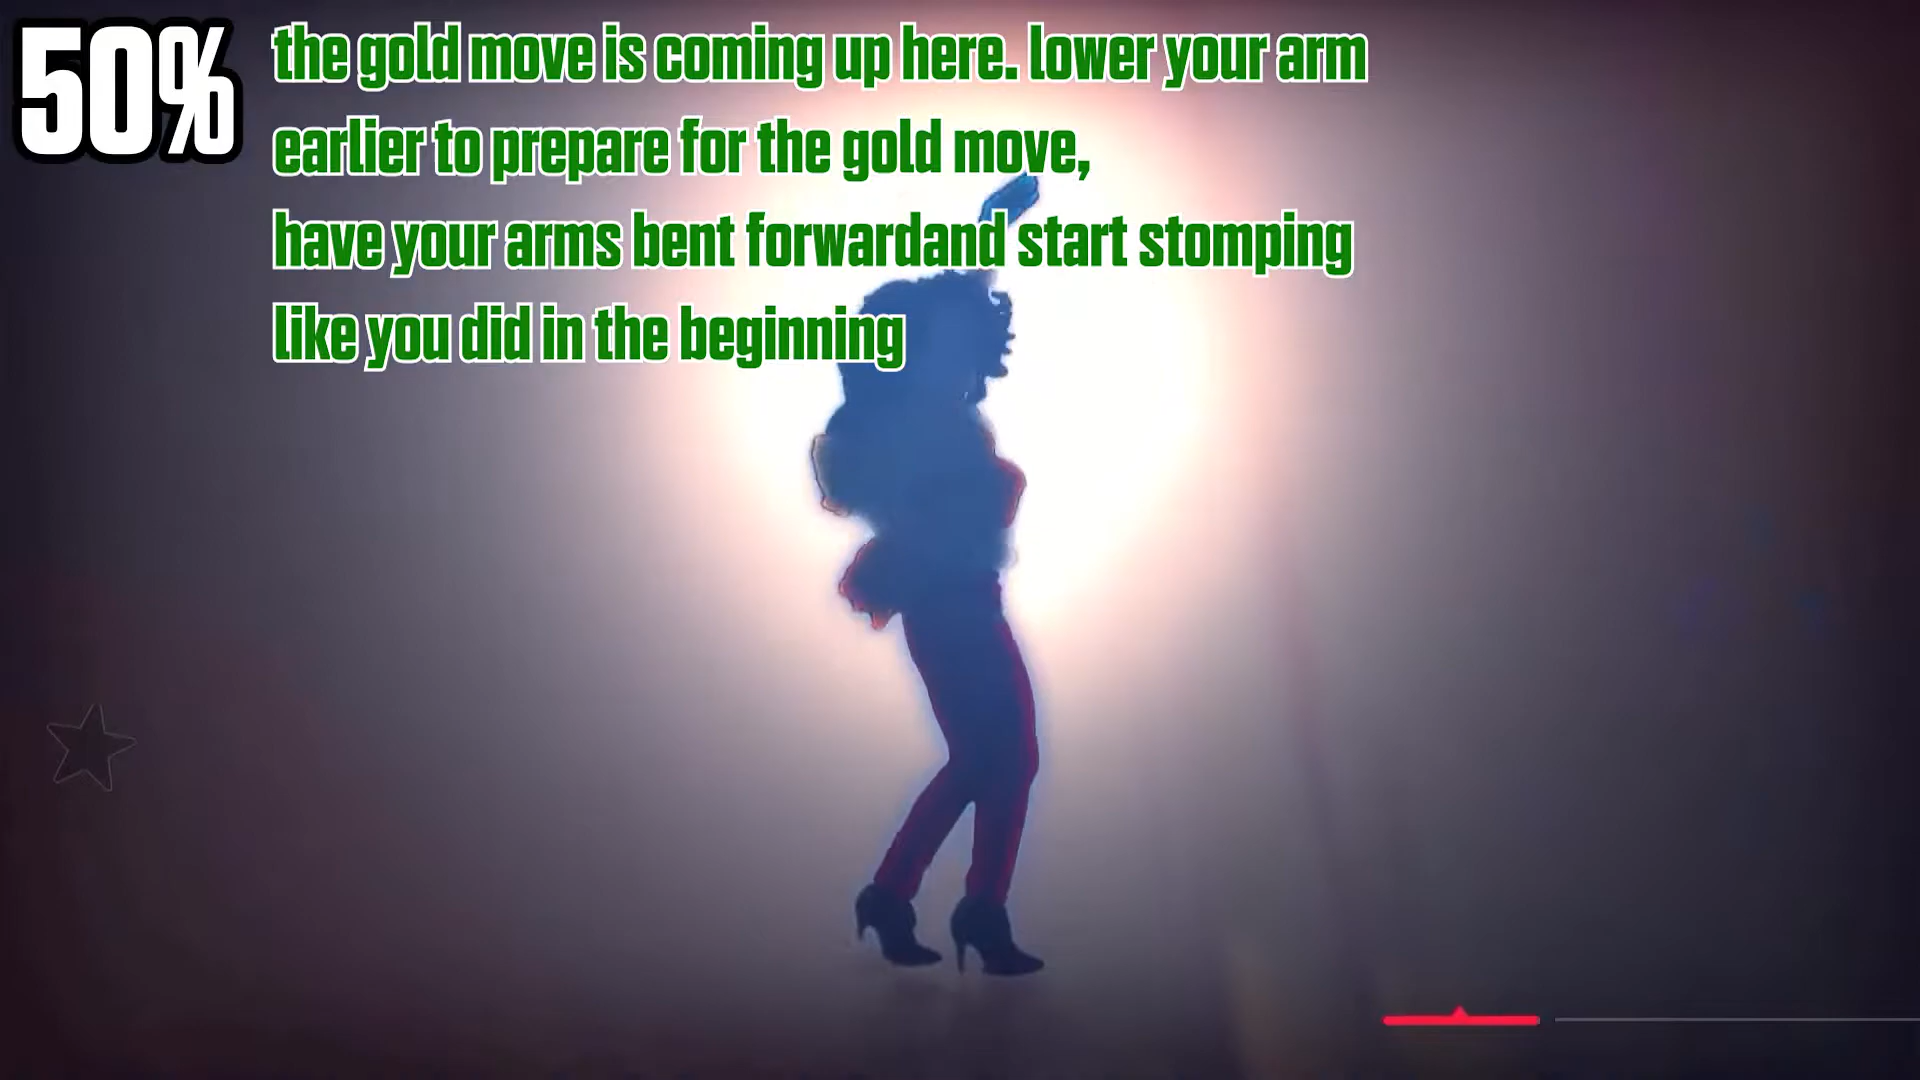 50%
the gold move is coming up here. lower your arm
earlier to prepare for the gold move,
have your arms bent forwardand start stomping
like you did in the beginning